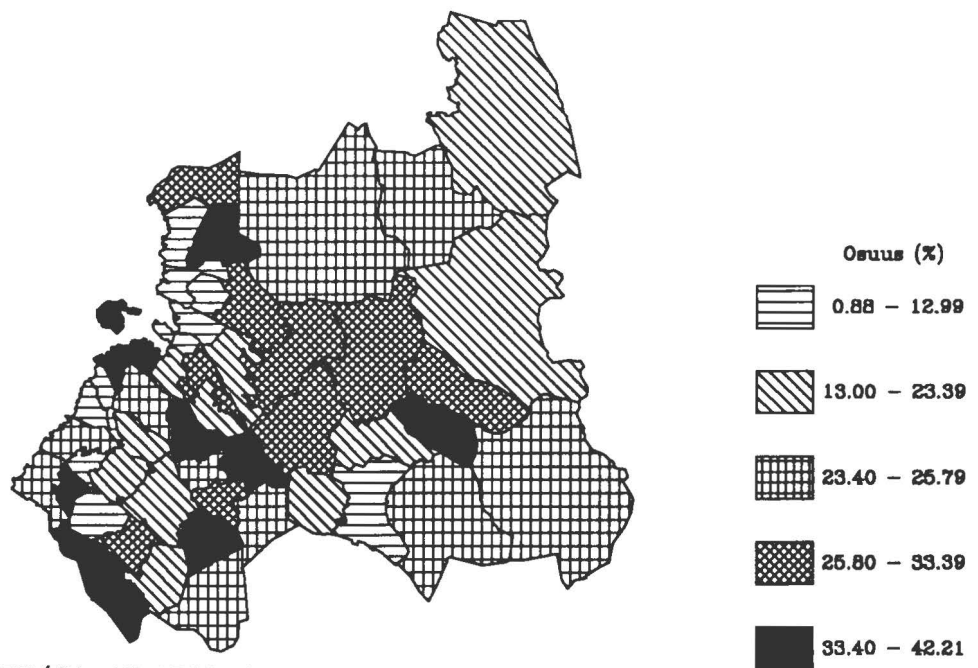 Osuus (%)
0.88 - 12.99
13.00 - 23.39
23.40 - 25.79
25.80 - 33.39
33.40 - 42.21